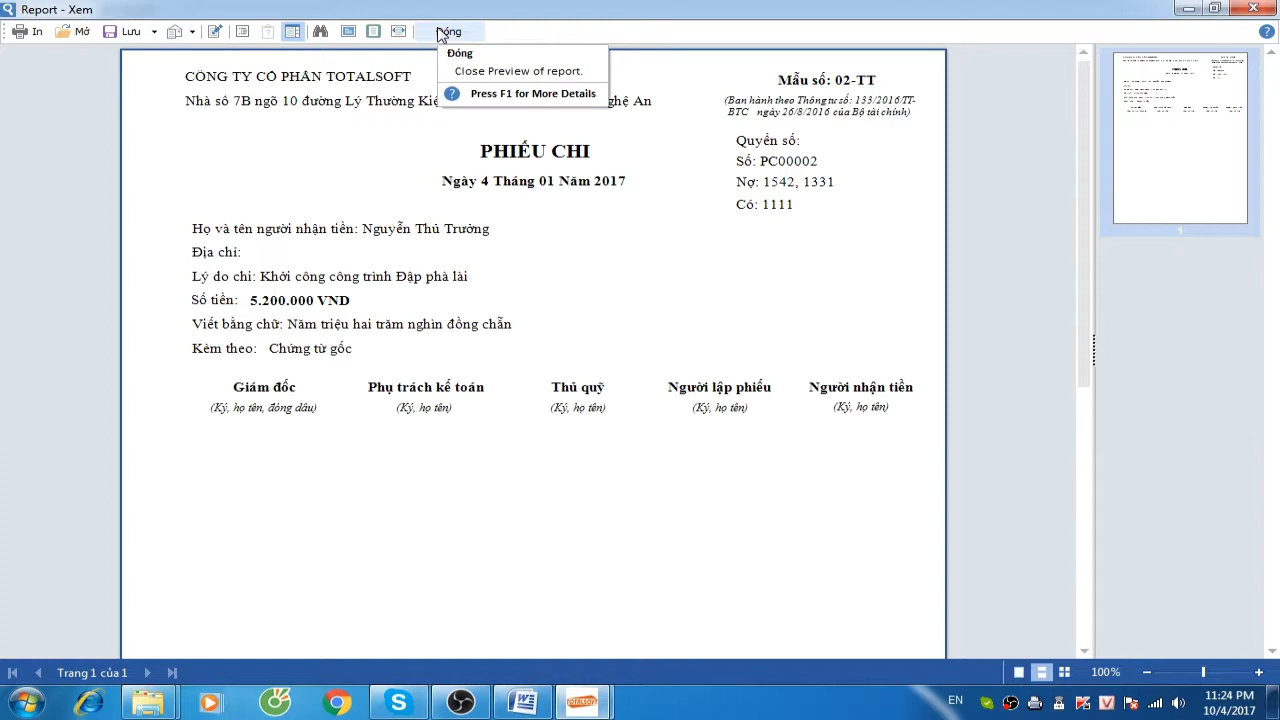 Report - Xem
In Mở Lưu
Đóng
Close Preview of report.
Press F1 for More Details
CÔNG TY CỔ PHẦN TOTALSOFT
Nhà số 7B ngõ 10 đường Lý Thường Kiệ ghệ An
Mẫu số: 02-TT
(Ban hành theo Thông tư số: 133/2016/TT-
BTC ngày 26/8/2016 của Bộ tài chính)
PHIẾU CHI
Ngày 4 Tháng 01 Năm 2017
Quyển số:
Số: PC00002
Nợ: 1542, 1331
Có: 1111
Họ và tên người nhận tiền: Nguyễn Thủ Trưởng
Địa chỉ:
Lý do chi: Khởi công công trình Đập phà lài
Số tiền: 5.200.000 VND
Viết bằng chữ: Năm triệu hai trăm nghìn đồng chẵn
Kèm theo: Chứng từ gốc
Giám đốc Phụ trách kế toán Thủ quỹ Người lập phiếu Người nhận tiền
(Ký, họ tên, đóng dấu) (Ký, họ tên) (Ký, họ tên) (Ký, họ tên) (Ký, họ tên)
1
Trang 1 của 1
100%
EN
11:24 PM
10/4/2017